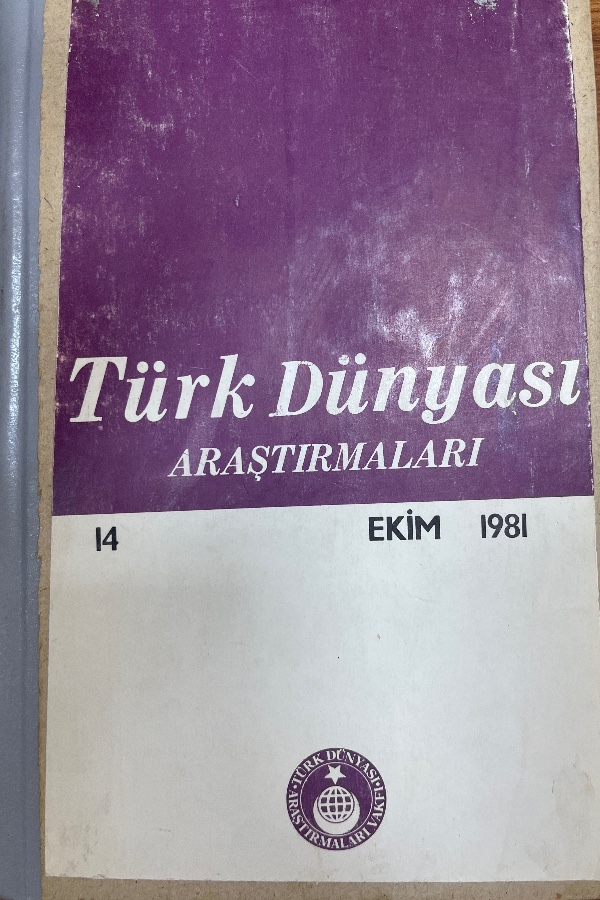 Türk Dünyası
ARAŞTIRMALARI
14 EKİM 1981
TÜRK DÜNYASI
ARAŞTIRMALARI VAKFI